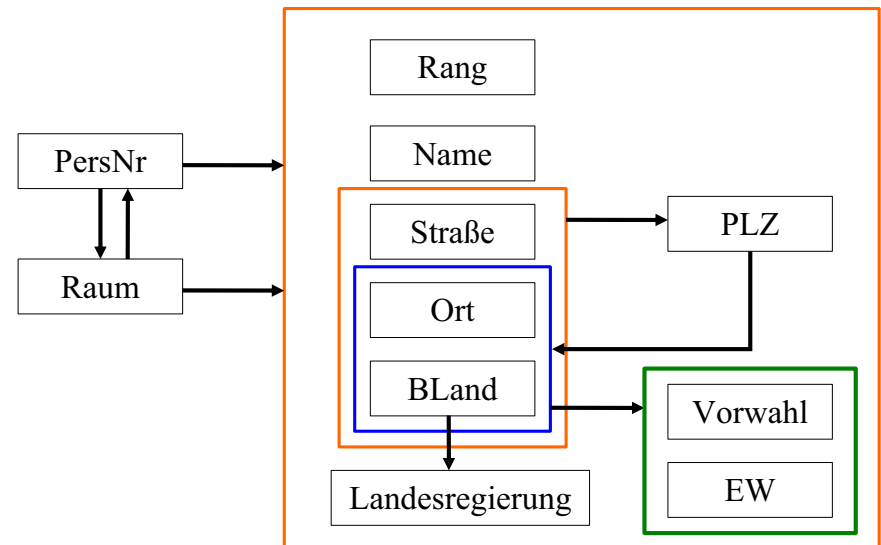 Rang
PersNr
Name
Straße
PLZ
Raum
Ort
BLand
Vorwahl
Landesregierung
EW